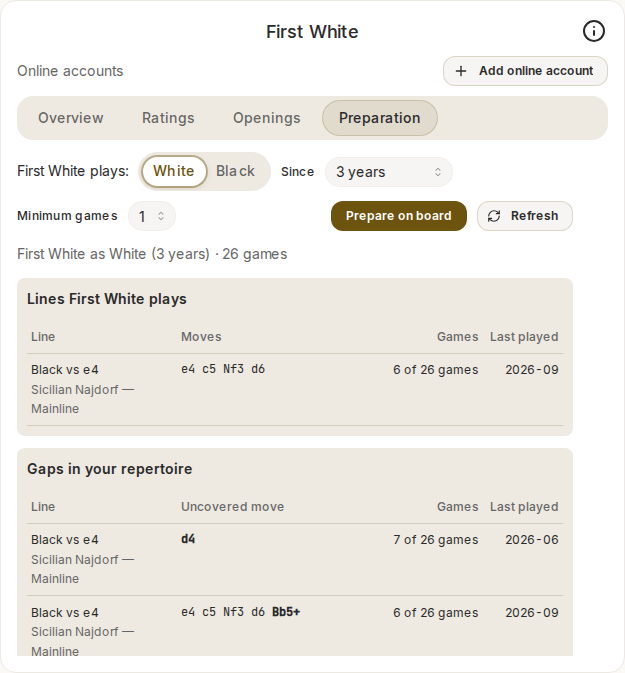 First White
Online accounts
Add online account
Overview Ratings Openings Preparation
First White plays: White Black Since 3 years
Minimum games 1 Prepare on board Refresh
First White as White (3 years) · 26 games
Lines First White plays
Line Moves Games Last played
Black vs e4 e4 c5 Nf3 d6 6 of 26 games 2026-09
Sicilian Najdorf —
Mainline
Gaps in your repertoire
Line Uncovered move Games Last played
Black vs e4 d4 7 of 26 games 2026-06
Sicilian Najdorf —
Mainline
Black vs e4 e4 c5 Nf3 d6 Bb5+ 6 of 26 games 2026-09
Sicilian Najdorf —
Mainline